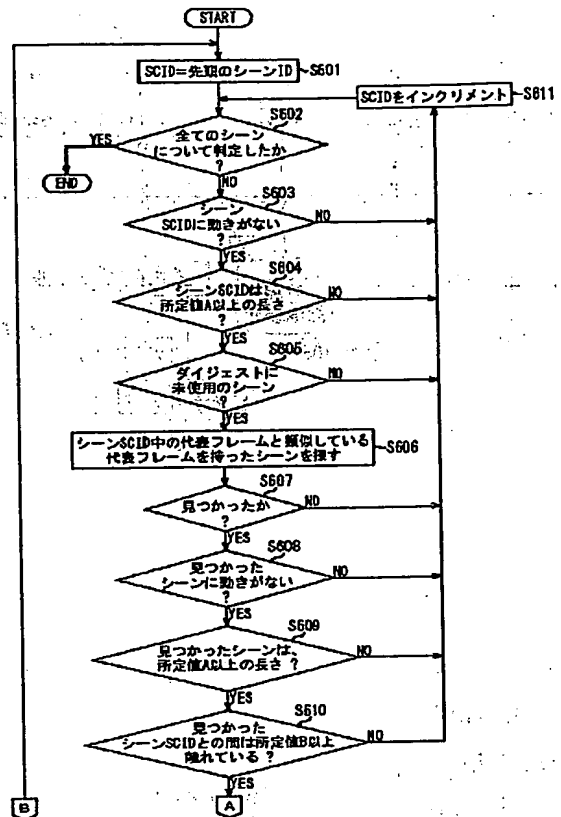 START
SCID=先頭のシーンID
S601
SCIDをインクリメント
S611
S602
全てのシーン
について判定したか
?
YES
END
NO
S603
シーン
SCIDに動きがない
?
NO
YES
S604
シーンSCIDは、
所定値A以上の長さ
?
NO
YES
S605
ダイジェストに
未使用のシーン
?
NO
YES
シーンSCID中の代表フレームと類似している
代表フレームを持ったシーンを探す
S606
S607
見つかったか
?
NO
YES
S608
見つかった
シーンに動きがない
?
NO
YES
S609
見つかったシーンは、
所定値A以上の長さ ?
NO
YES
S610
見つかった
シーンSCIDとの間は所定値B以上
離れている ?
NO
YES
B
A